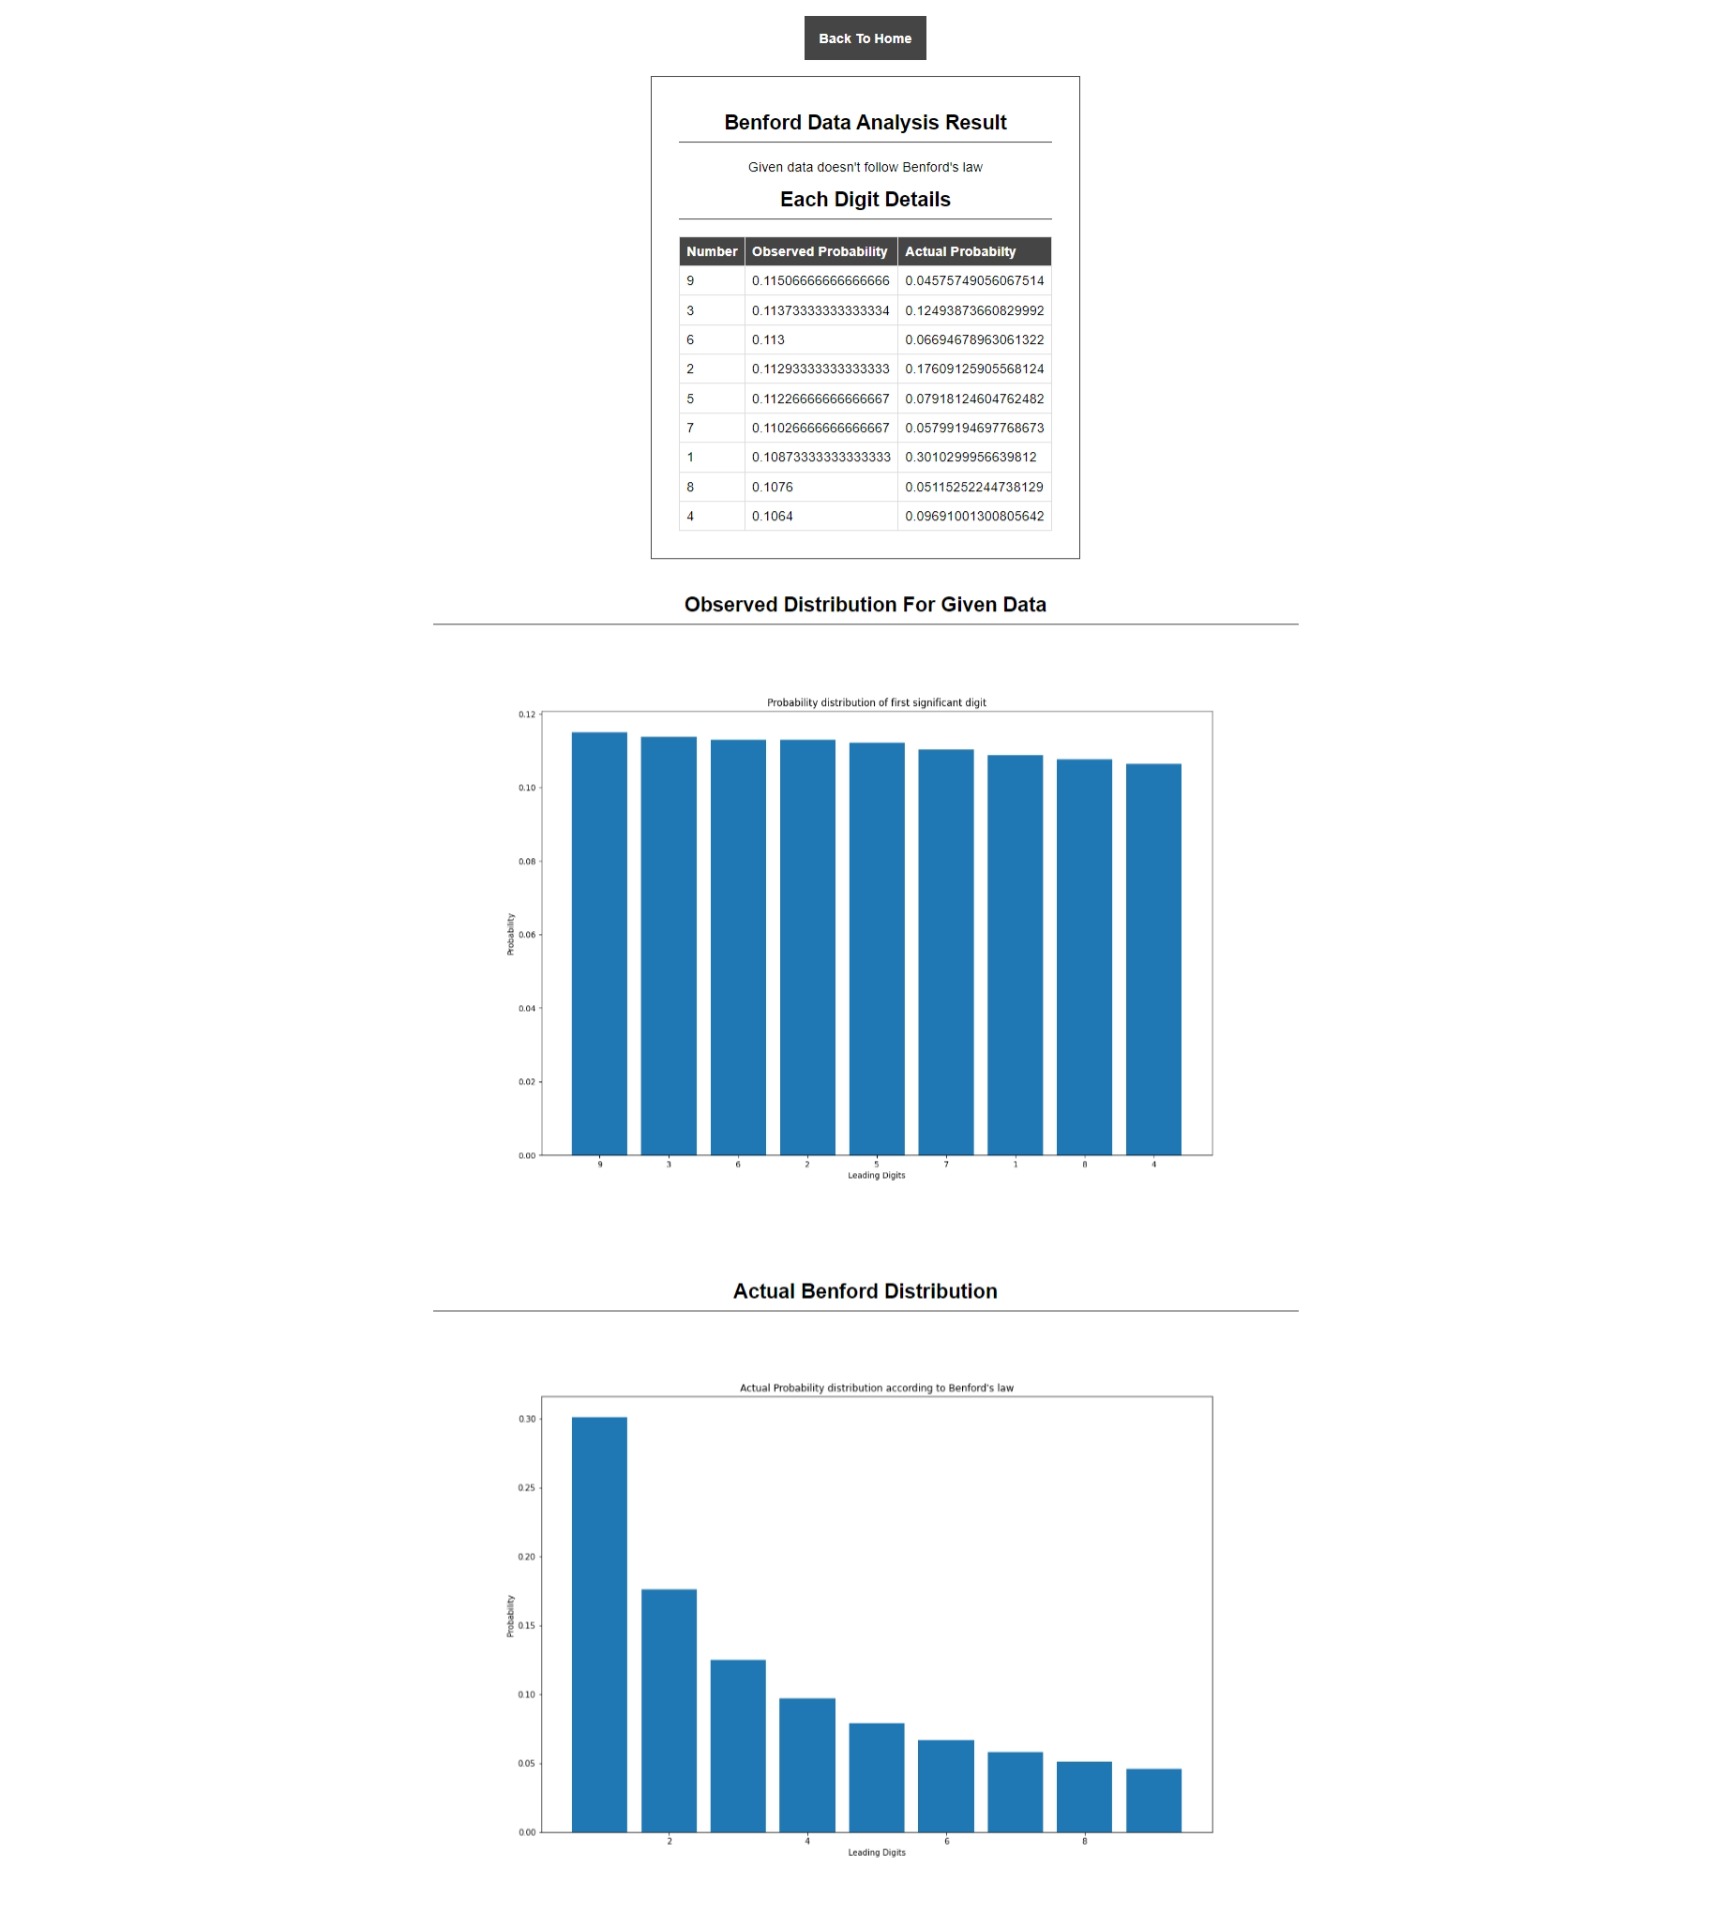 Back To Home
Benford Data Analysis Result
Given data doesn't follow Benford's law
Each Digit Details
Number Observed Probability Actual Probabilty
9 0.11506666666666666 0.04575749056067514
3 0.11373333333333334 0.12493873660829992
6 0.113 0.06694678963061322
2 0.11293333333333333 0.17609125905568124
5 0.11226666666666667 0.07918124604762482
7 0.11026666666666667 0.05799194697768673
1 0.10873333333333333 0.3010299956639812
8 0.1076 0.05115252244738129
4 0.1064 0.09691001300805642
Observed Distribution For Given Data
Probability distribution of first significant digit
0.12
0.10
0.08
0.06
0.04
0.02
0.00
Probability
9 3 6 2 5 7 1 8 4
Leading Digits
Actual Benford Distribution
Actual Probability distribution according to Benford's law
0.30
0.25
0.20
0.15
0.10
0.05
0.00
Probability
2 4 6 8
Leading Digits